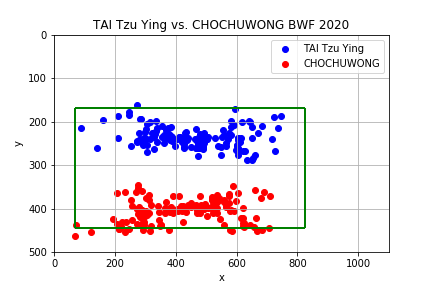 TAI Tzu Ying vs. CHOCHUWONG BWF 2020
TAI Tzu Ying
CHOCHUWONG
y
0
100
200
300
400
500
0 200 400 600 800 1000
x